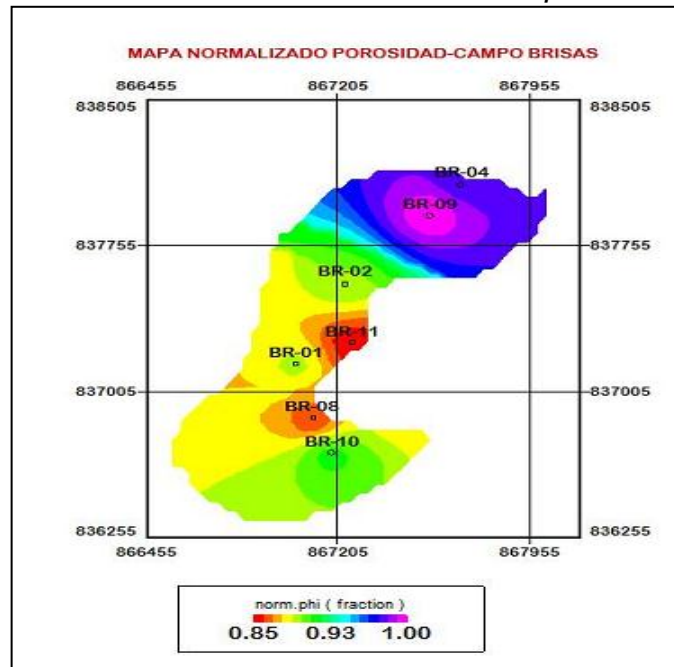 MAPA NORMALIZADO POROSIDAD-CAMPO BRISAS
866455 867205 867955
838505 838505
BR-04
BR-09
837755 837755
BR-02
BR-11
BR-01
837005 837005
BR-08
BR-10
836255 836255
866455 867205 867955
norm.phi ( fraction )
0.85 0.93 1.00